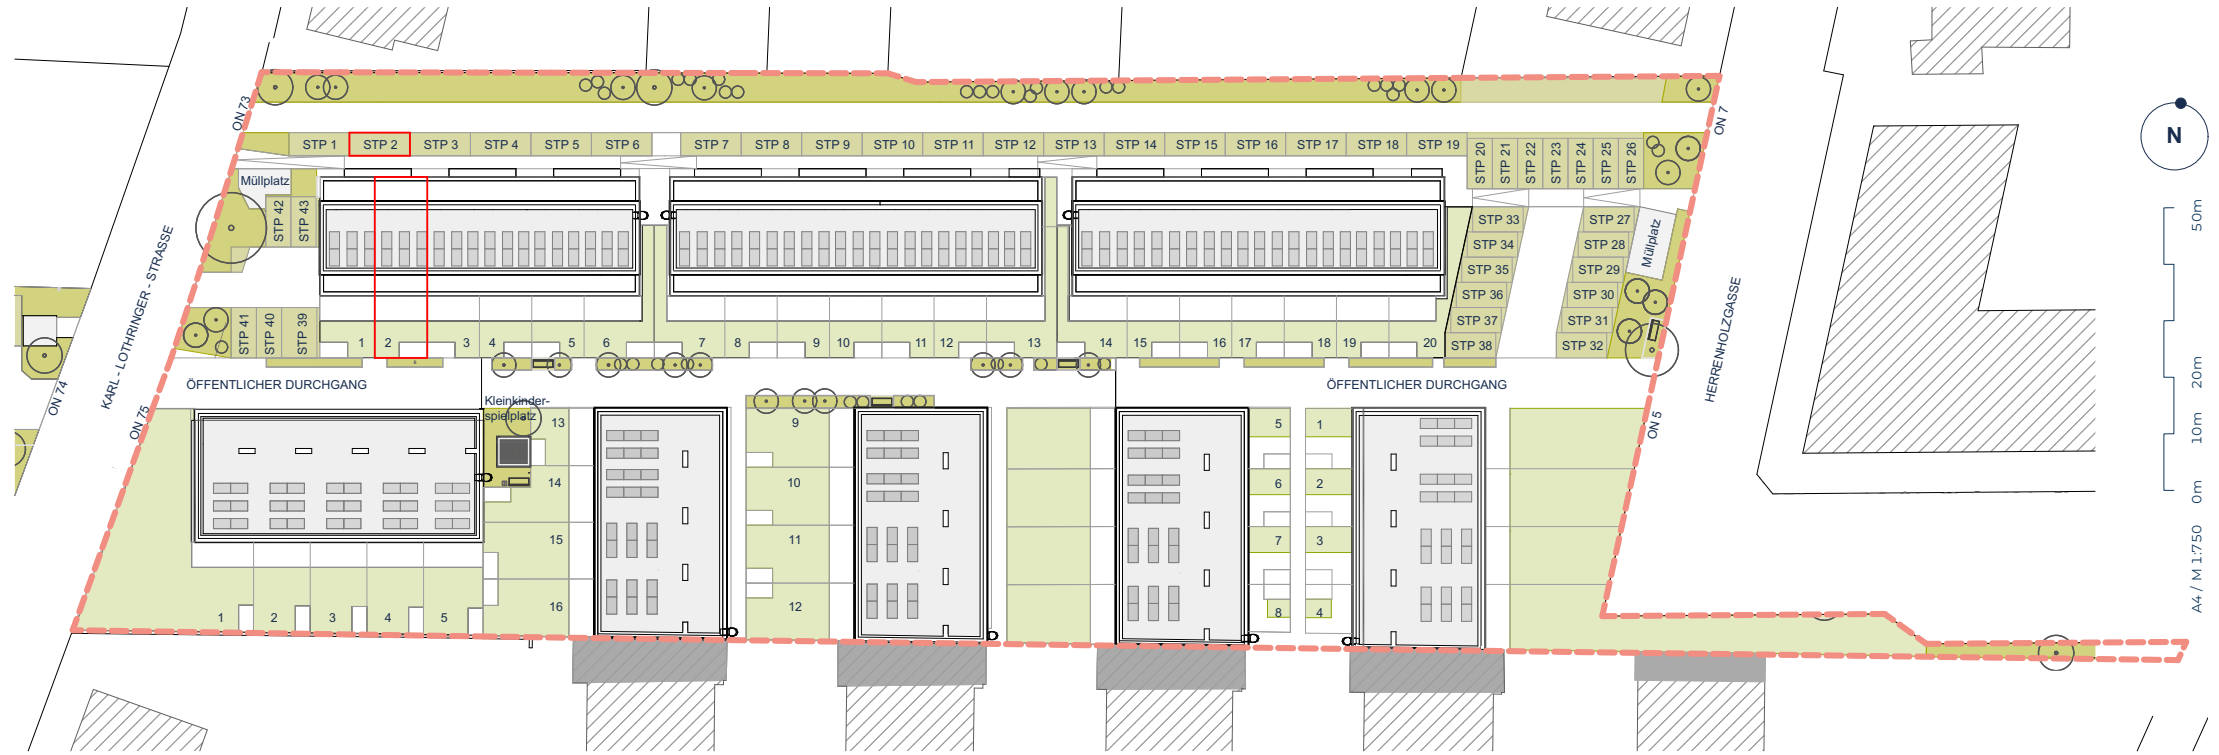 ON 73
ON 7
N
STP 1
STP 2
STP 3
STP 4
STP 5
STP 6
STP 7
STP 8
STP 9
STP 10
STP 11
STP 12
STP 13
STP 14
STP 15
STP 16
STP 17
STP 18
STP 19
STP 20
STP 21
STP 22
STP 23
STP 24
STP 25
STP 26
Müllplatz
STP 42
STP 43
STP 33
STP 34
STP 35
STP 36
STP 37
STP 38
STP 27
STP 28
STP 29
STP 30
STP 31
STP 32
Müllplatz
50m
20m
10m
0m
A4 / M 1:750
KARL - LOTHRINGER - STRASSE
HERRENHOLZGASSE
STP 41
STP 40
STP 39
1
2
3
4
5
6
7
8
9
10
11
12
13
14
15
16
17
18
19
20
ON 74
ON 75
ON 5
ÖFFENTLICHER DURCHGANG
ÖFFENTLICHER DURCHGANG
Kleinkinder-
spielplatz
13
14
15
16
9
10
11
12
5
6
7
8
1
2
3
4
1
2
3
4
5